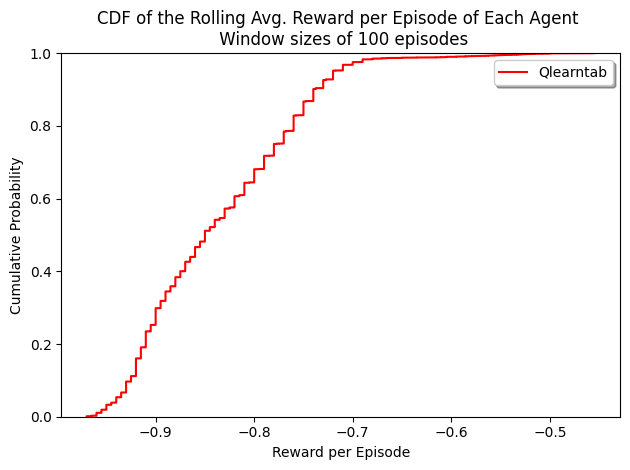 CDF of the Rolling Avg. Reward per Episode of Each Agent
Window sizes of 100 episodes
Qlearntab
1.0
0.8
0.6
0.4
0.2
0.0
Cumulative Probability
−0.9 −0.8 −0.7 −0.6 −0.5
Reward per Episode